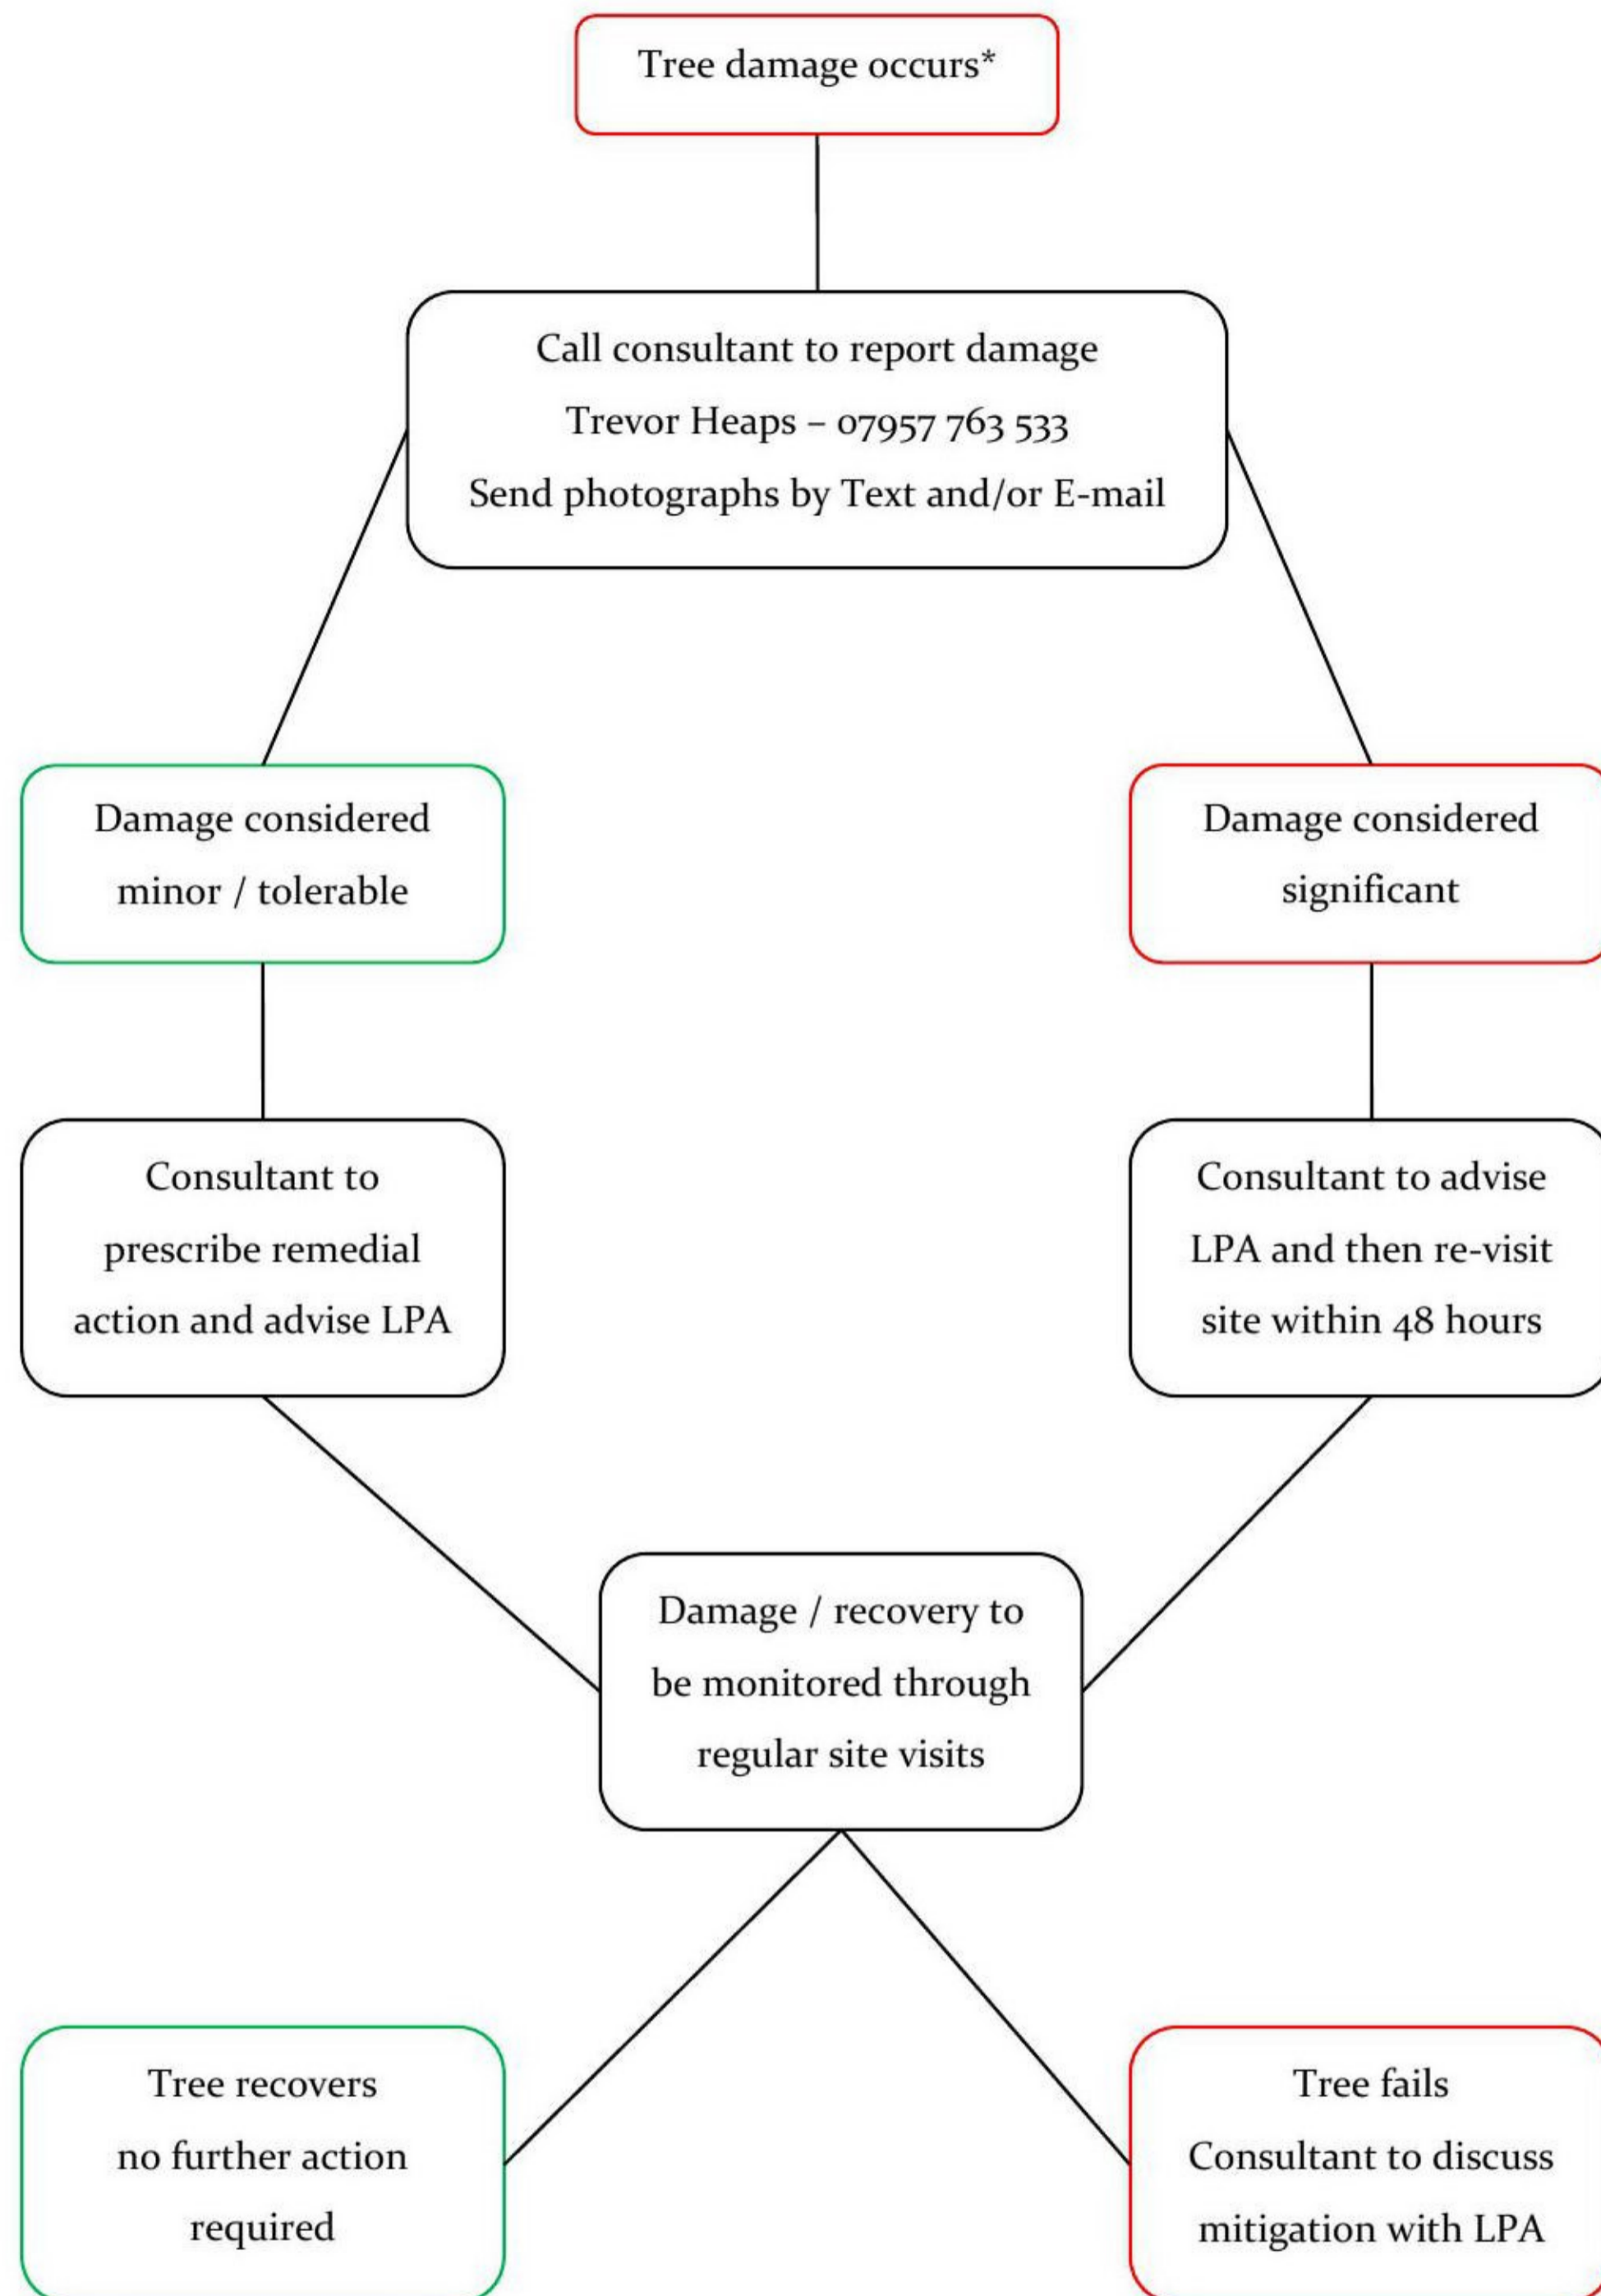 Tree damage occurs*
Call consultant to report damage
Trevor Heaps – 07957 763 533
Send photographs by Text and/or E-mail
Damage considered
minor / tolerable
Damage considered
significant
Consultant to
prescribe remedial
action and advise LPA
Consultant to advise
LPA and then re-visit
site within 48 hours
Damage / recovery to
be monitored through
regular site visits
Tree recovers
no further action
required
Tree fails
Consultant to discuss
mitigation with LPA